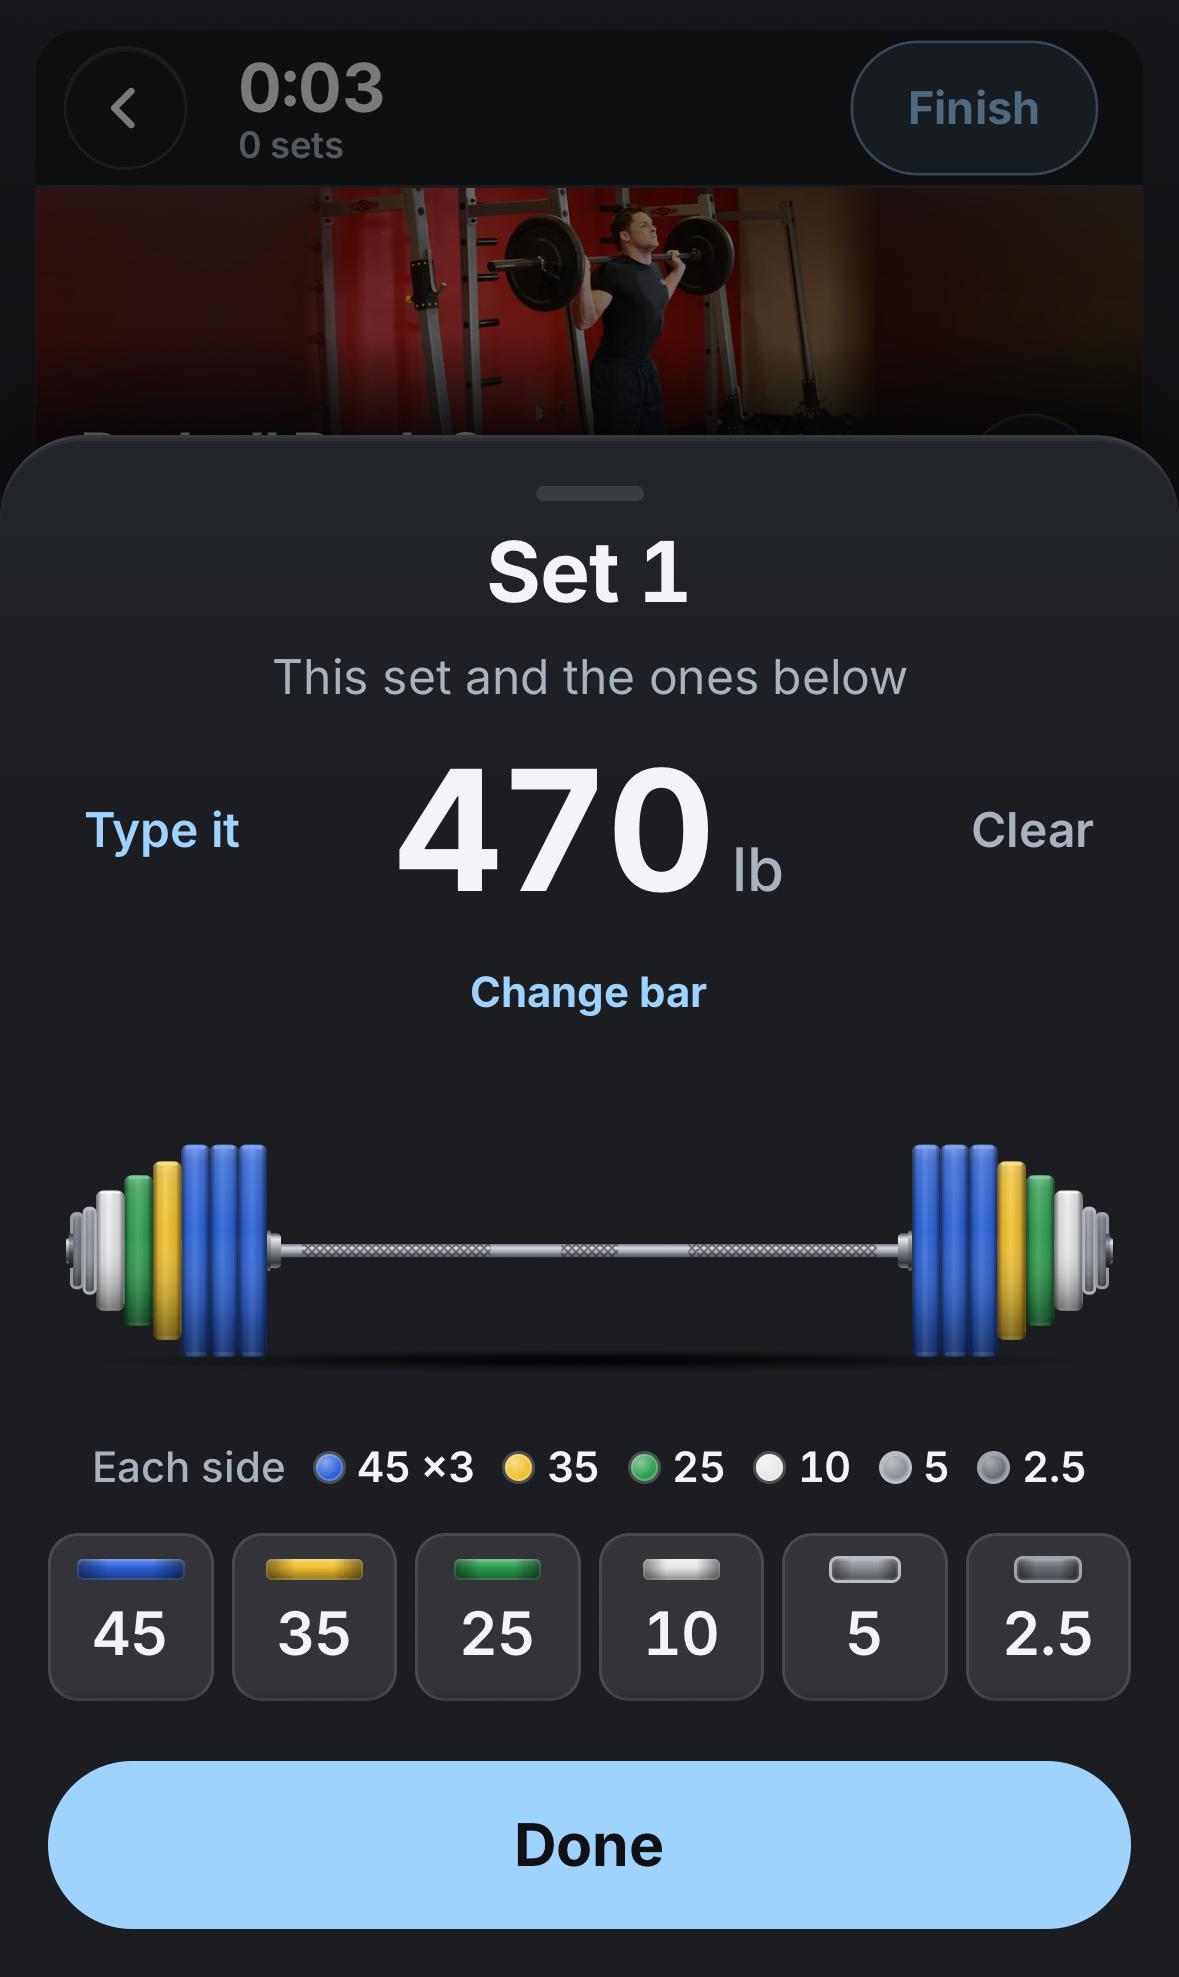 0:03
0 sets
Finish
Set 1
This set and the ones below
Type it
470 lb
Clear
Change bar
Each side 45 ×3 35 25 10 5 2.5
45 35 25 10 5 2.5
Done